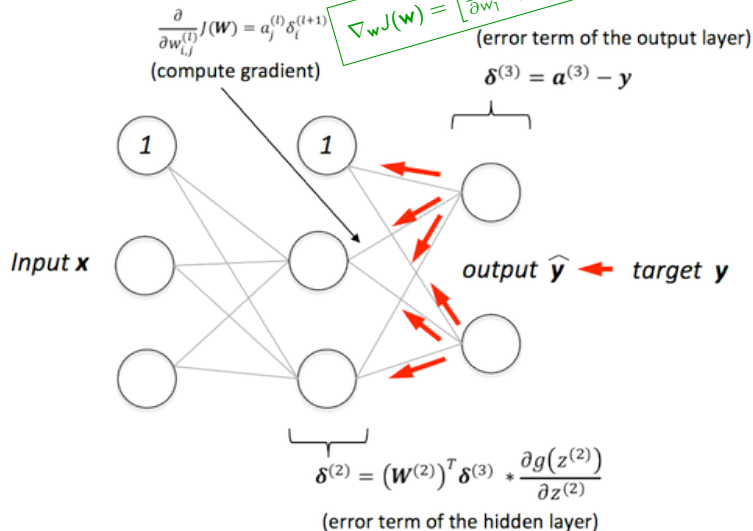 ∂/∂w_{i,j}^{(l)} J(W) = a_j^{(l)} δ_i^{(l+1)}
(compute gradient)
∇_w J(w) = [
(error term of the output layer)
δ^{(3)} = a^{(3)} − y
1
1
Input x
output ŷ
target y
δ^{(2)} = (W^{(2)})^T δ^{(3)} * ∂g(z^{(2)})/∂z^{(2)}
(error term of the hidden layer)